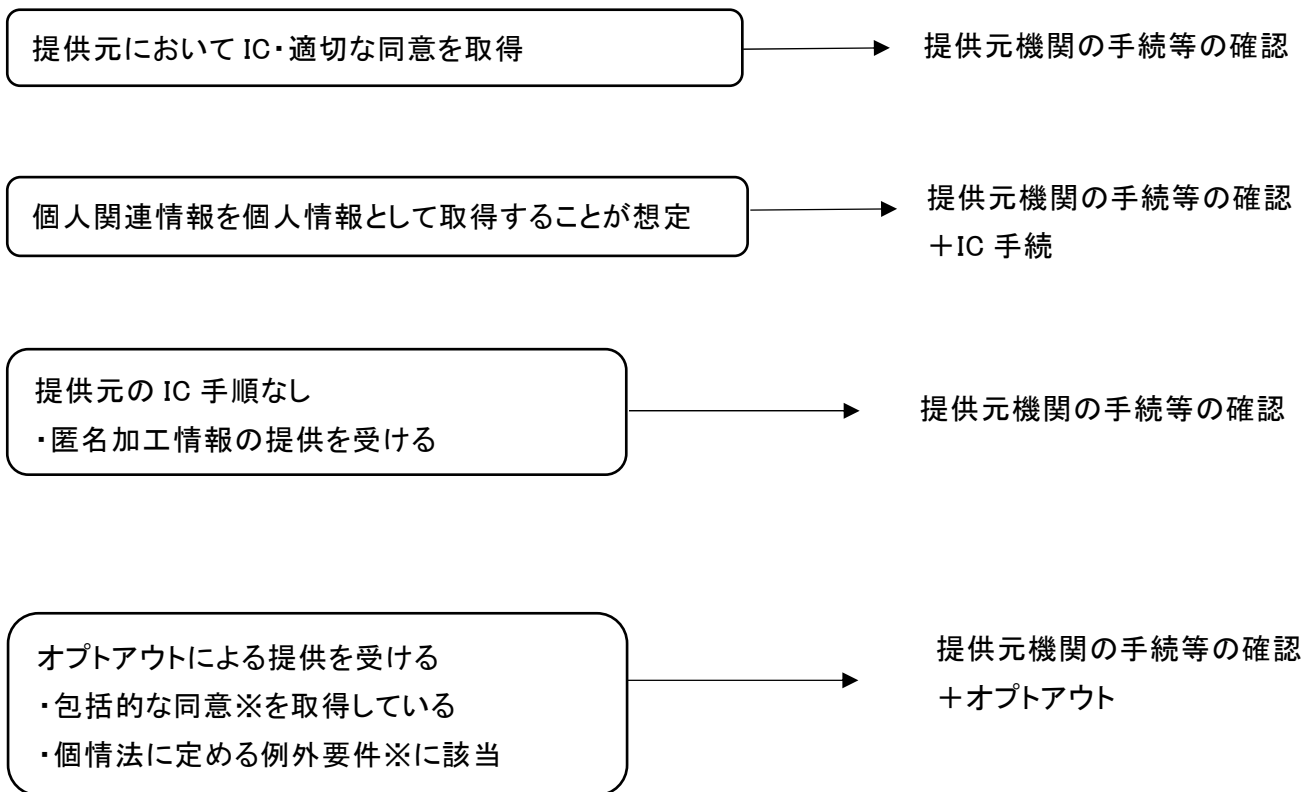 提供元において IC・適切な同意を取得
提供元機関の手続等の確認
個人関連情報を個人情報として取得することが想定
提供元機関の手続等の確認
＋IC 手続
提供元の IC 手順なし
・匿名加工情報の提供を受ける
提供元機関の手続等の確認
オプトアウトによる提供を受ける
・包括的な同意※を取得している
・個情法に定める例外要件※に該当
提供元機関の手続等の確認
＋オプトアウト